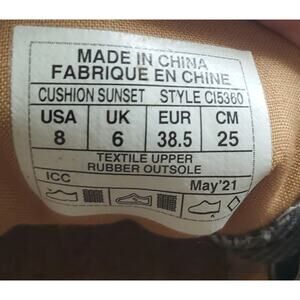 MADE IN CHINA
FABRIQUE EN CHINE
CUSHION SUNSET STYLE CI5360
USA UK EUR CM
8 6 38.5 25
TEXTILE UPPER
RUBBER OUTSOLE
ICC May'21